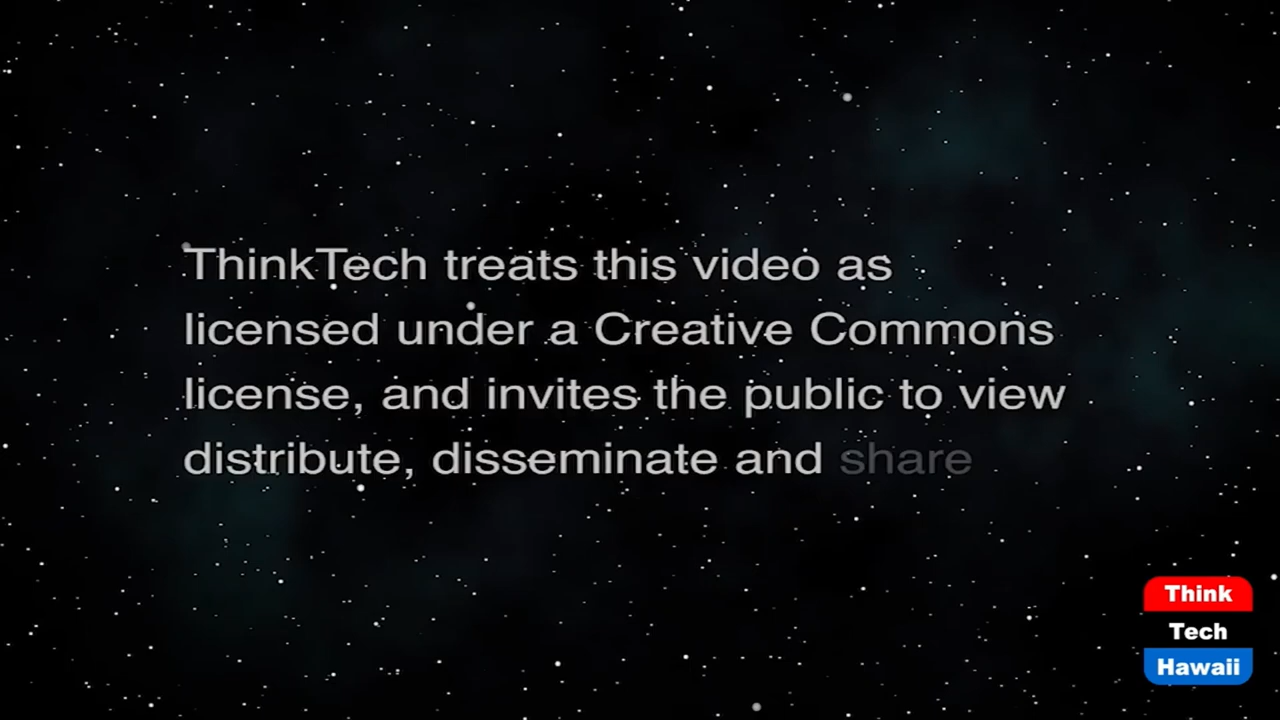 ThinkTech treats this video as
licensed under a Creative Commons
license, and invites the public to view
distribute, disseminate and share
Think
Tech
Hawaii